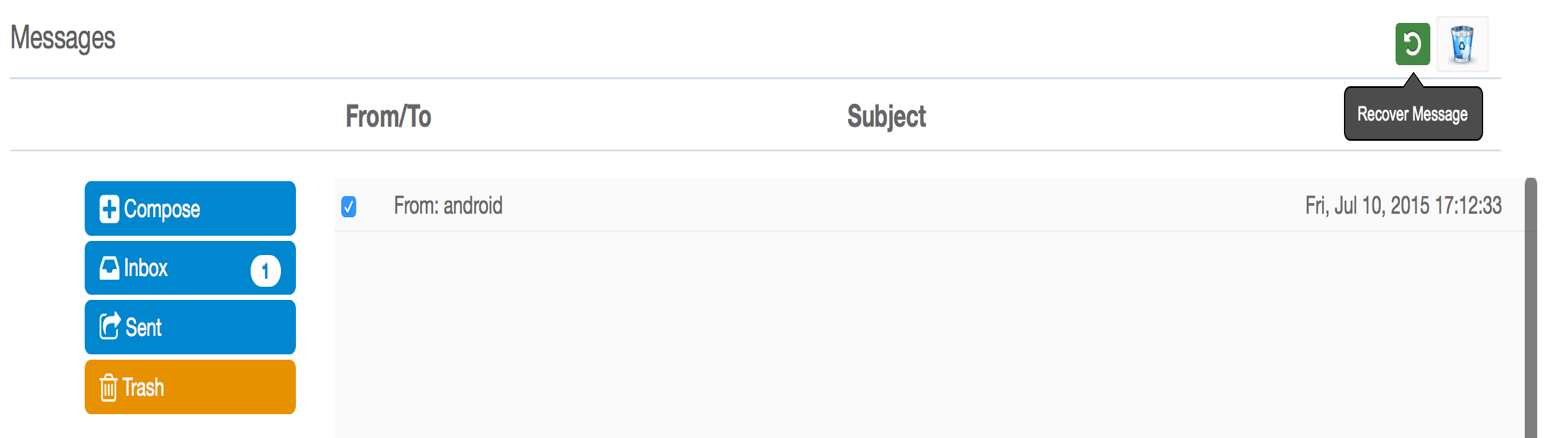 Messages
Recover Message
From/To Subject
Compose
Inbox 1
Sent
Trash
From: android Fri, Jul 10, 2015 17:12:33